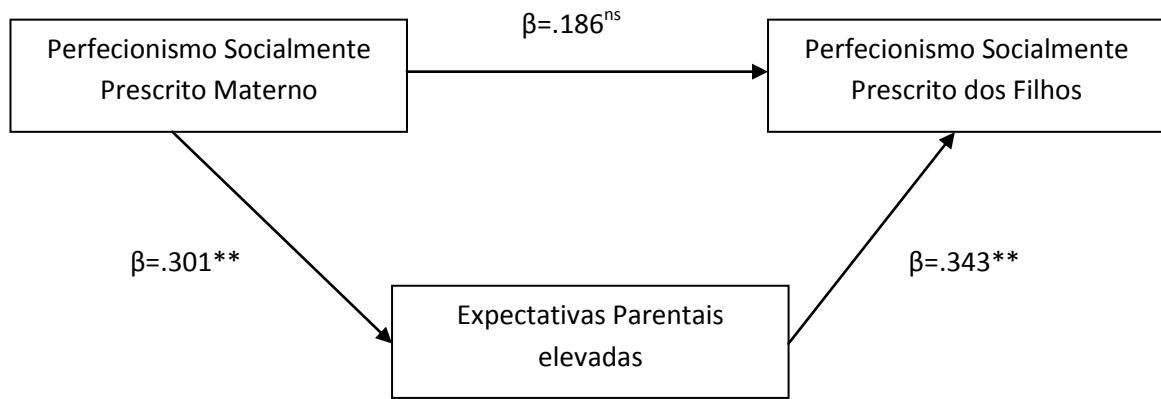 β=.186ns
Perfecionismo Socialmente
Prescrito Materno
Perfecionismo Socialmente
Prescrito dos Filhos
β=.301**
β=.343**
Expectativas Parentais
elevadas